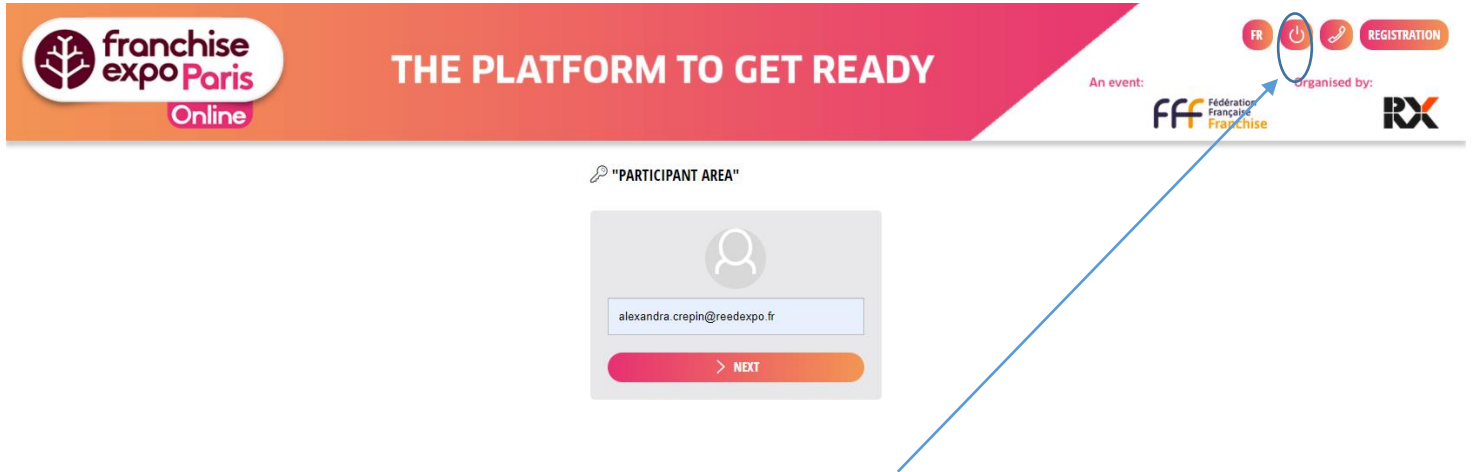 franchise
expo Paris
Online
THE PLATFORM TO GET READY
FR
REGISTRATION
An event:
Organised by:
FFF Fédération
Française
Franchise
RX
"PARTICIPANT AREA"
alexandra.crepin@reedexpo.fr
> NEXT